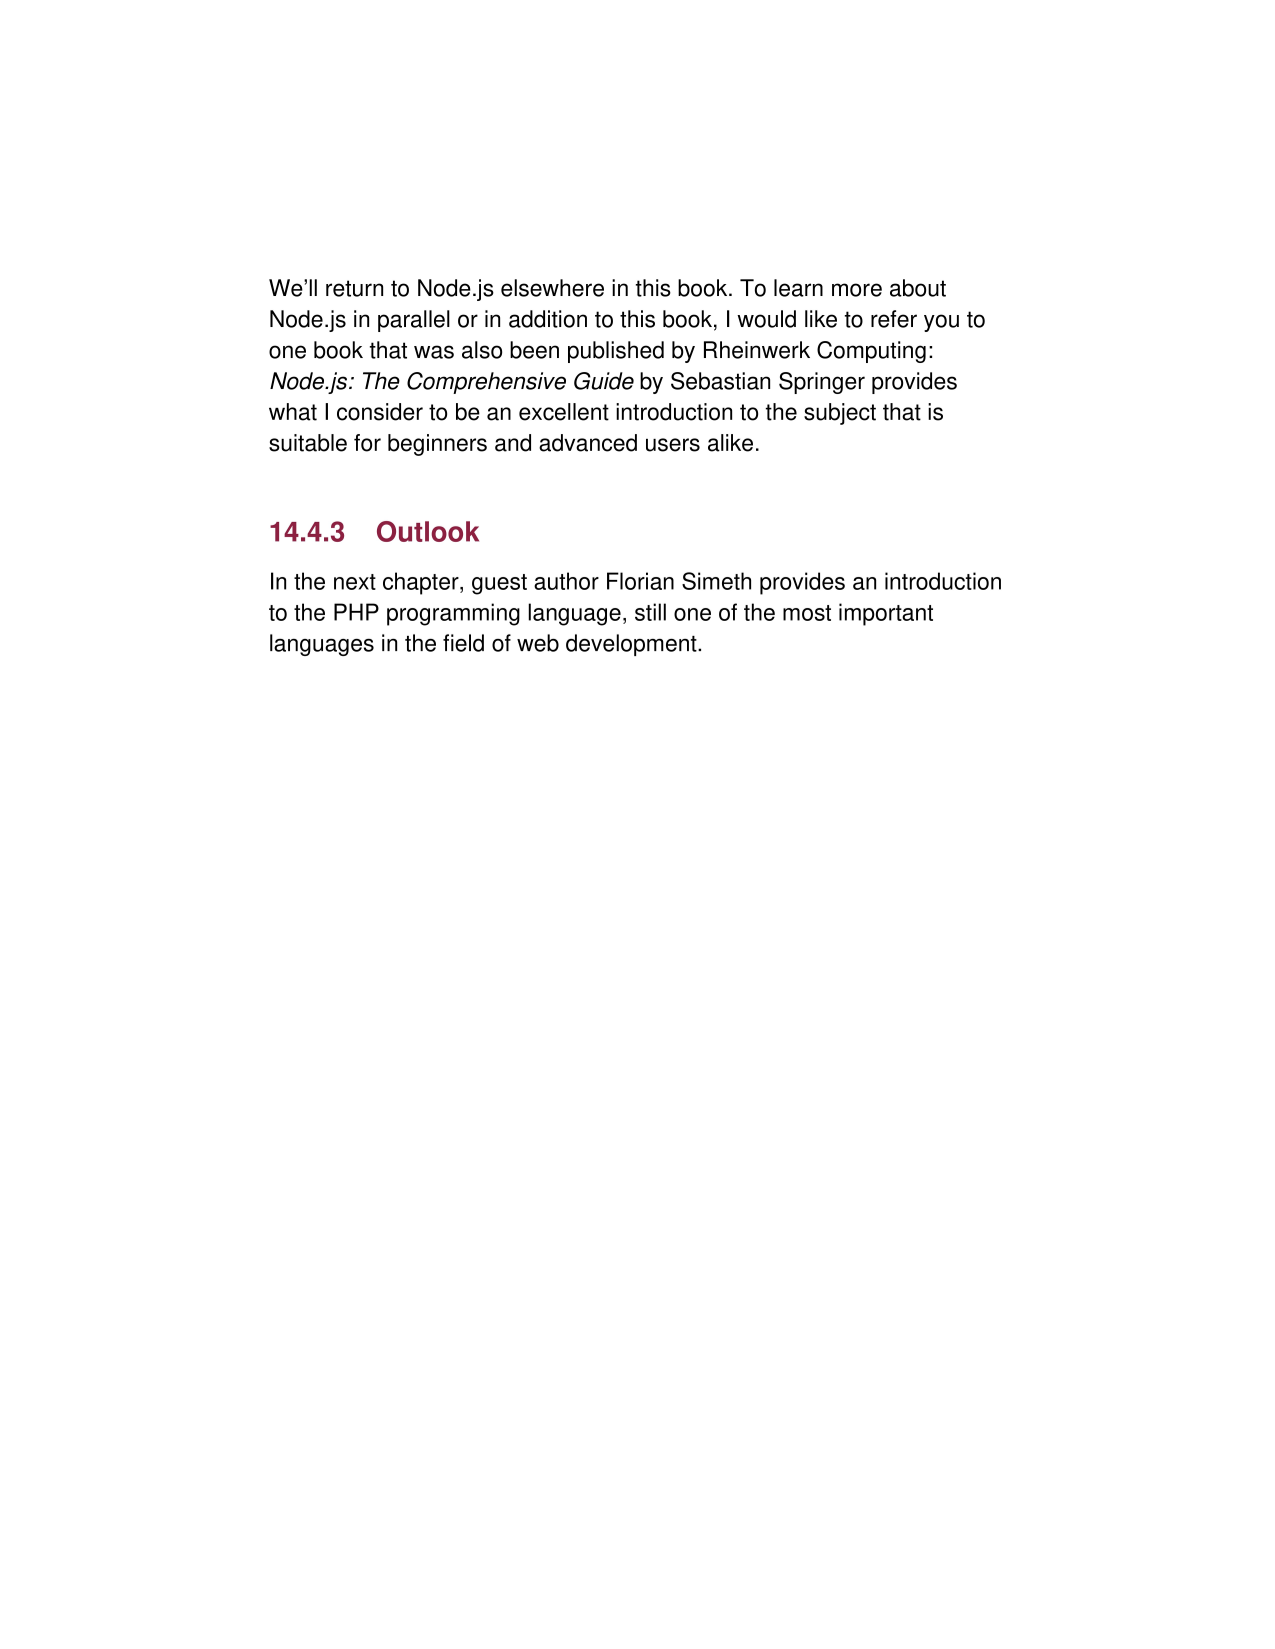 We’ll return to Node.js elsewhere in this book. To learn more about
Node.js in parallel or in addition to this book, I would like to refer you to
one book that was also been published by Rheinwerk Computing:
Node.js: The Comprehensive Guide by Sebastian Springer provides
what I consider to be an excellent introduction to the subject that is
suitable for beginners and advanced users alike.
14.4.3 Outlook
In the next chapter, guest author Florian Simeth provides an introduction
to the PHP programming language, still one of the most important
languages in the field of web development.